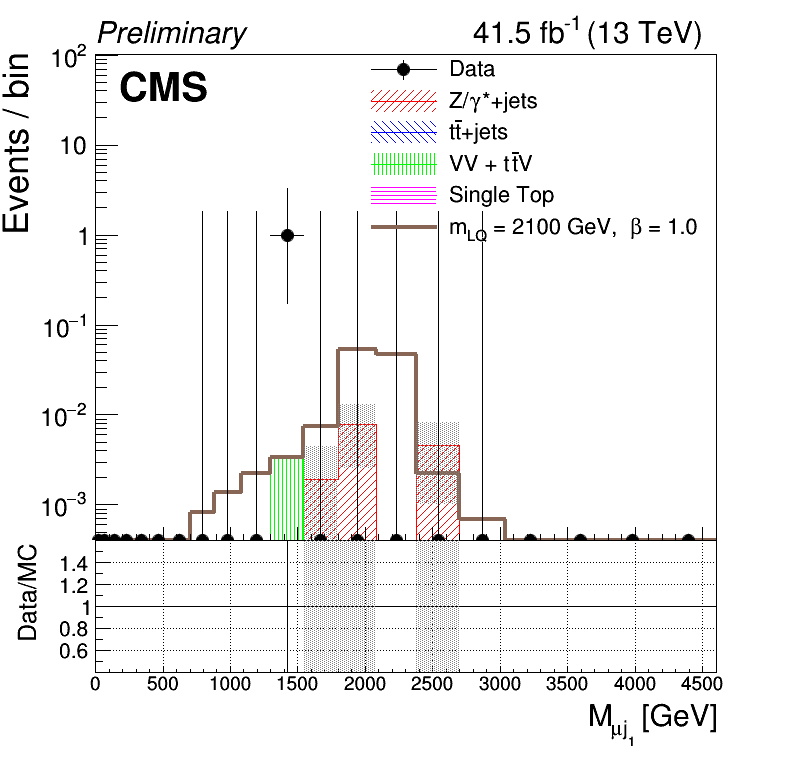 Preliminary 41.5 fb⁻¹ (13 TeV)
CMS
Events / bin
10²
10
1
10⁻¹
10⁻²
10⁻³
Data
Z/γ*+jets
tt̄+jets
VV + tt̄V
Single Top
m_LQ = 2100 GeV, β = 1.0
Data/MC
1.4
1.2
1
0.8
0.6
0 500 1000 1500 2000 2500 3000 3500 4000 4500
M_μj₁ [GeV]